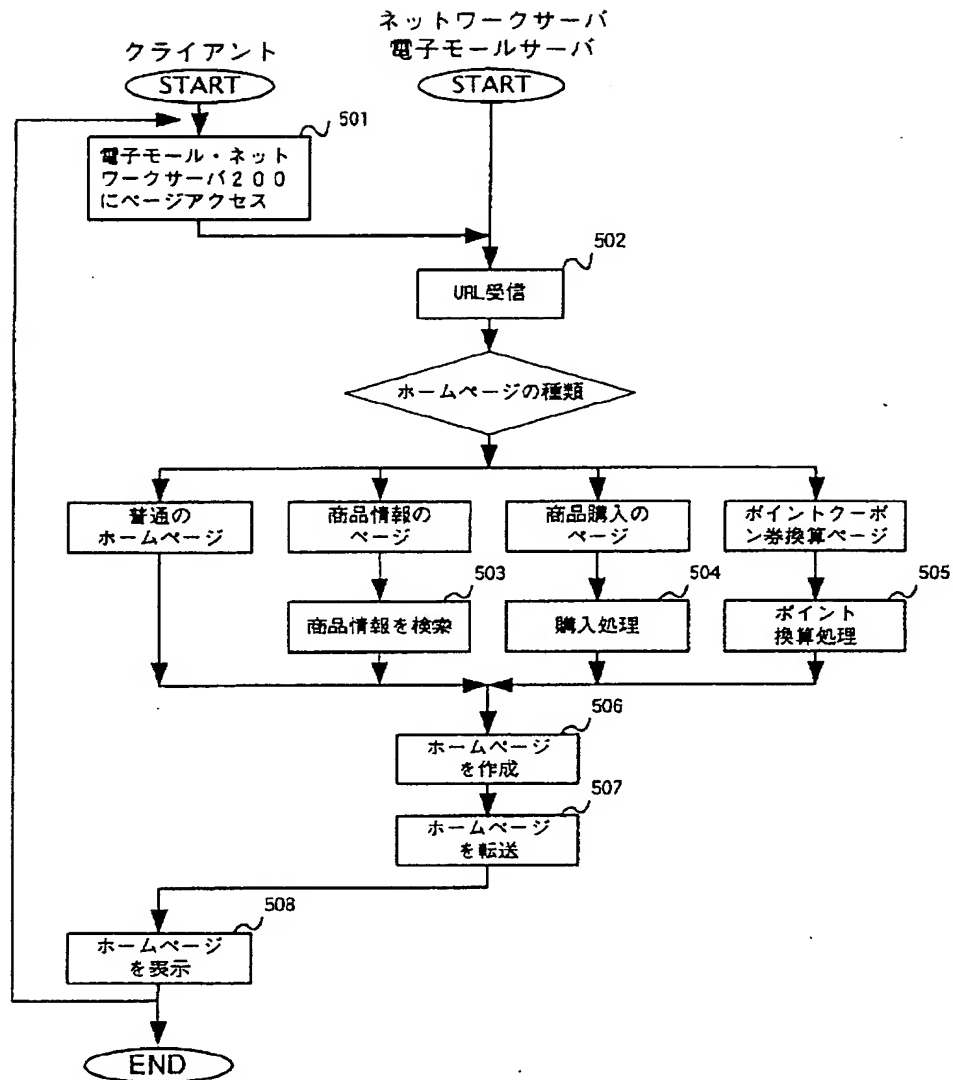 ネットワークサーバ
クライアント
電子モールサーバ
START
START
501
電子モール・ネット
ワークサーバ200
にページアクセス
502
URL受信
ホームページの種類
普通の
ホームページ
商品情報の
ページ
商品購入の
ページ
ポイントクーポ
ン券換算ページ
503
商品情報を検索
504
購入処理
505
ポイント
換算処理
506
ホームページ
を作成
507
ホームページ
を転送
508
ホームページ
を表示
END